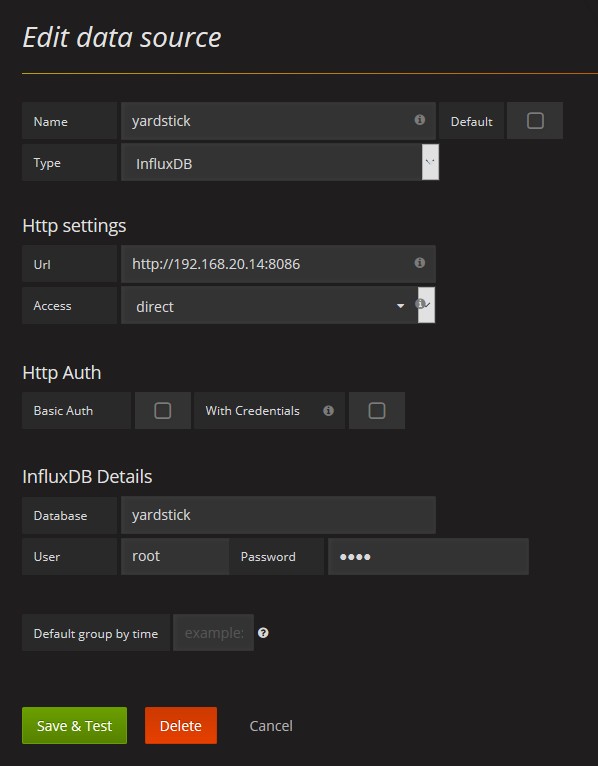 Edit data source
Name yardstick Default
Type InfluxDB
Http settings
Url http://192.168.20.14:8086
Access direct
Http Auth
Basic Auth With Credentials
InfluxDB Details
Database yardstick
User root Password ●●●●
Default group by time example:
Save & Test Delete Cancel